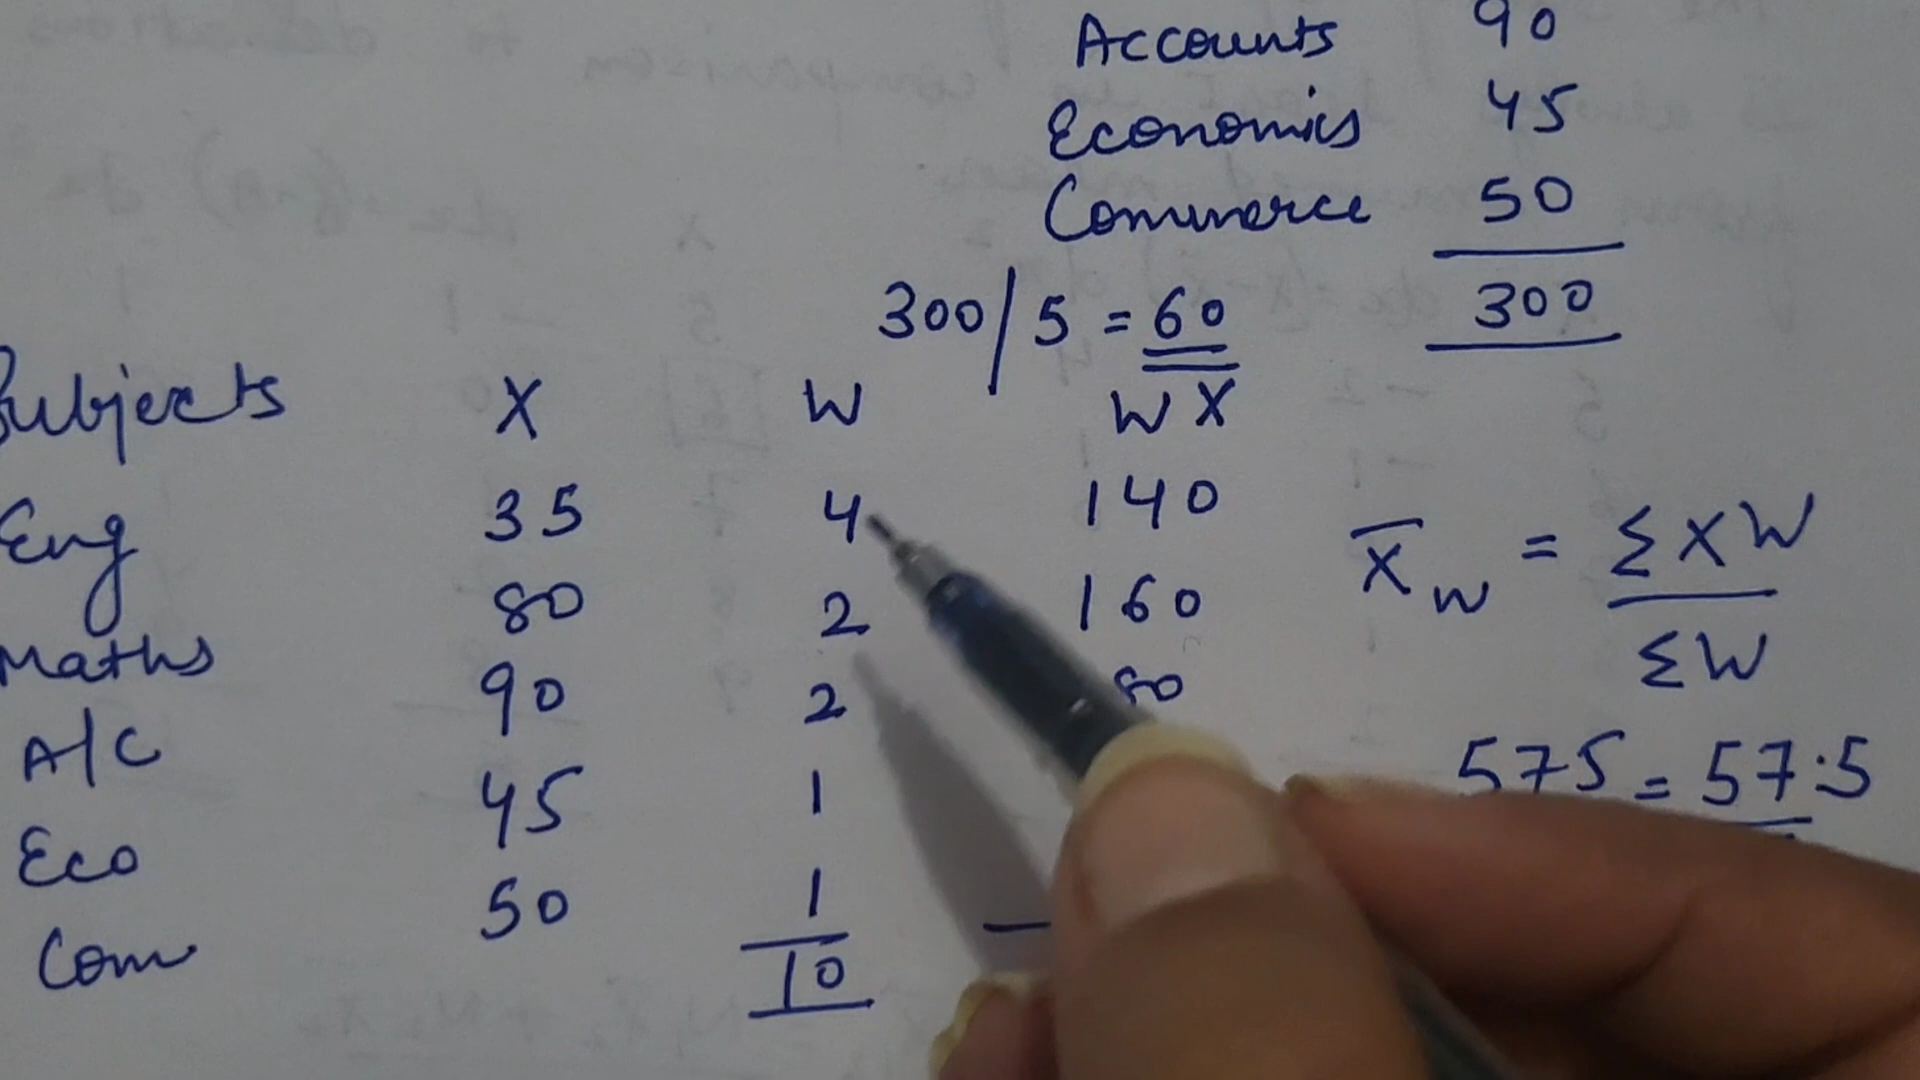 Accounts 90
Economics 45
Commerce 50
300
300/5 = 60
Subjects X W WX
Eng 35 4 140
Maths 80 2 160
A/C 90 2 80
Eco 45 1
Com 50 1
10
X̄w = ΣXW / ΣW
575 = 57.5